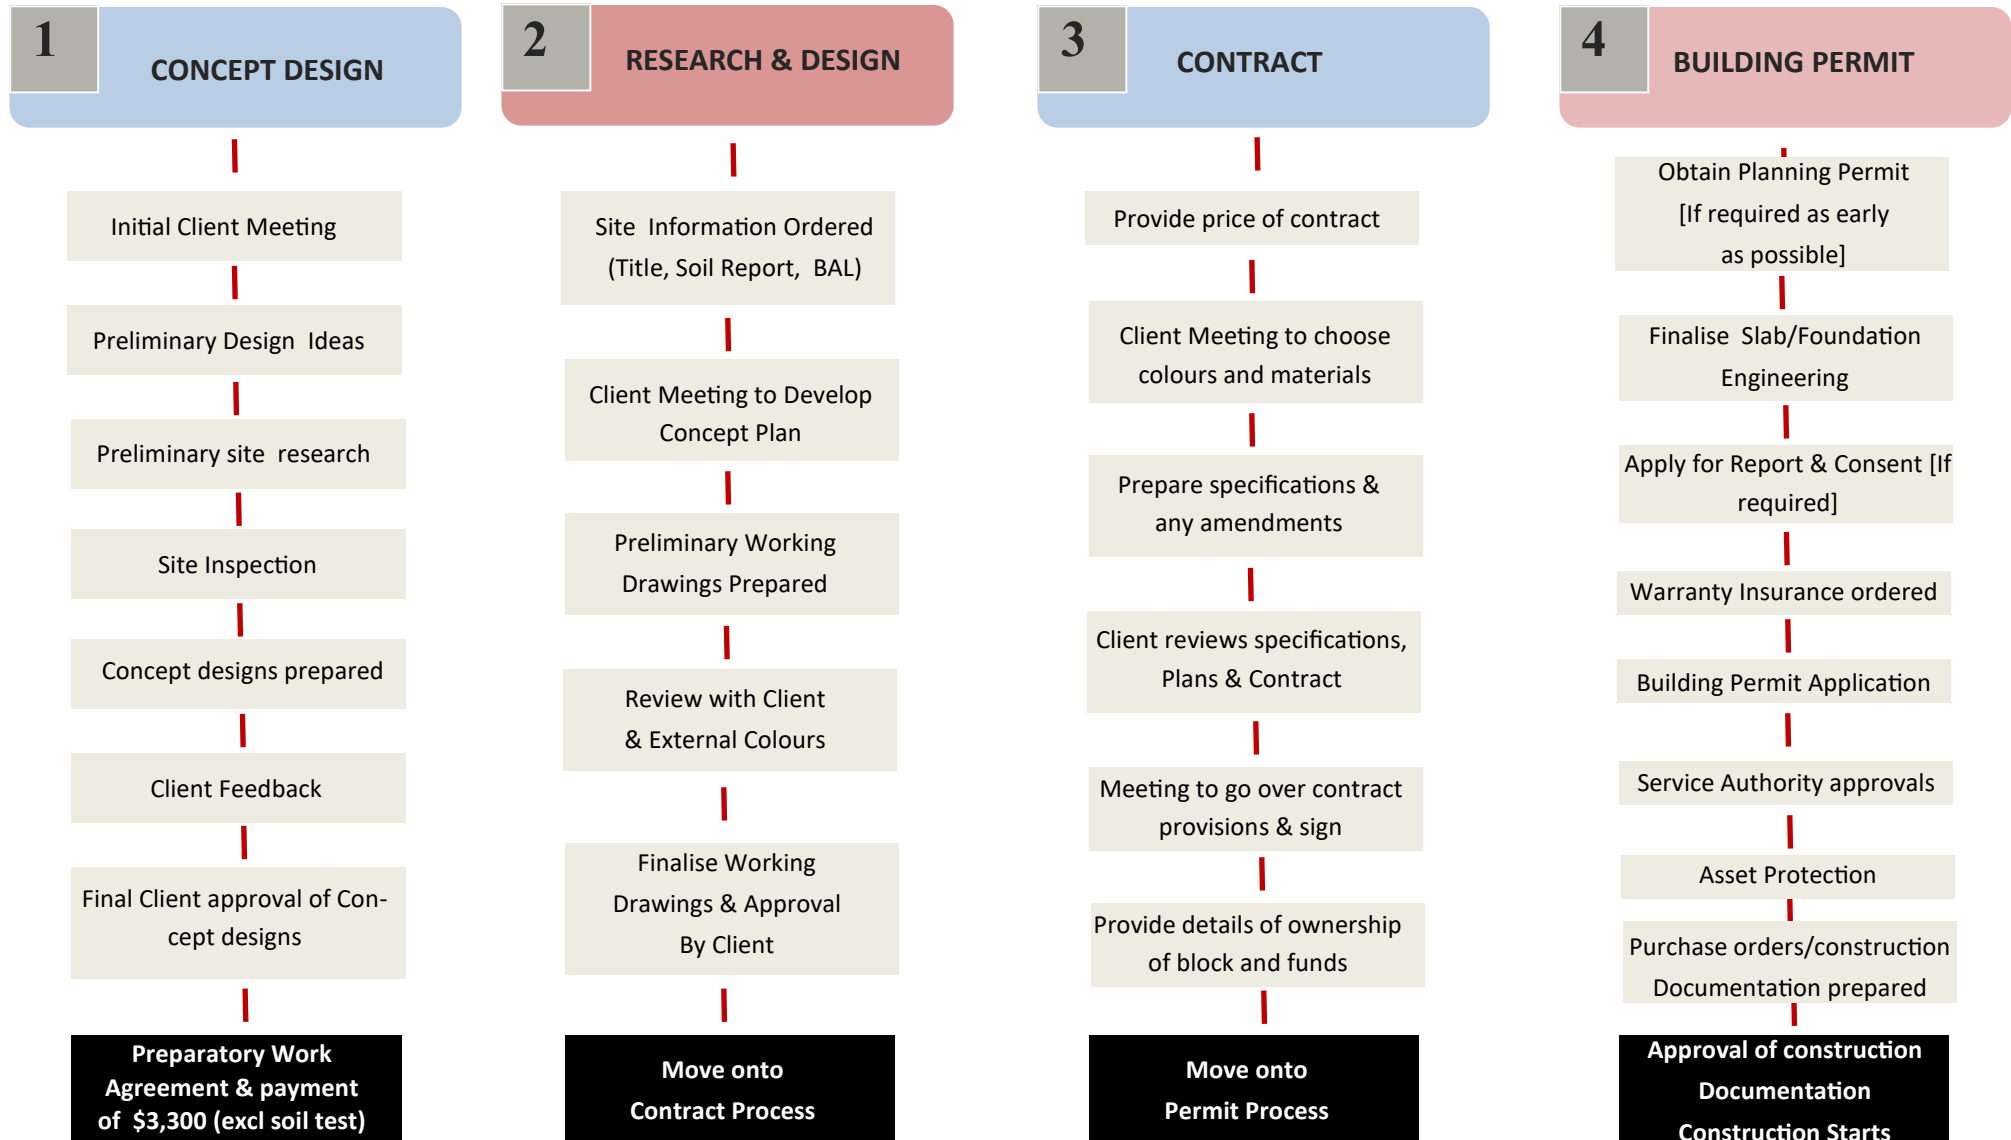 1
CONCEPT DESIGN
Initial Client Meeting
Preliminary Design Ideas
Preliminary site research
Site Inspection
Concept designs prepared
Client Feedback
Final Client approval of Con-
cept designs
Preparatory Work
Agreement & payment
of $3,300 (excl soil test)
2
RESEARCH & DESIGN
Site Information Ordered
(Title, Soil Report, BAL)
Client Meeting to Develop
Concept Plan
Preliminary Working
Drawings Prepared
Review with Client
& External Colours
Finalise Working
Drawings & Approval
By Client
Move onto
Contract Process
3
CONTRACT
Provide price of contract
Client Meeting to choose
colours and materials
Prepare specifications &
any amendments
Client reviews specifications,
Plans & Contract
Meeting to go over contract
provisions & sign
Provide details of ownership
of block and funds
Move onto
Permit Process
4
BUILDING PERMIT
Obtain Planning Permit
[If required as early
as possible]
Finalise Slab/Foundation
Engineering
Apply for Report & Consent [If
required]
Warranty Insurance ordered
Building Permit Application
Service Authority approvals
Asset Protection
Purchase orders/construction
Documentation prepared
Approval of construction
Documentation
Construction Starts